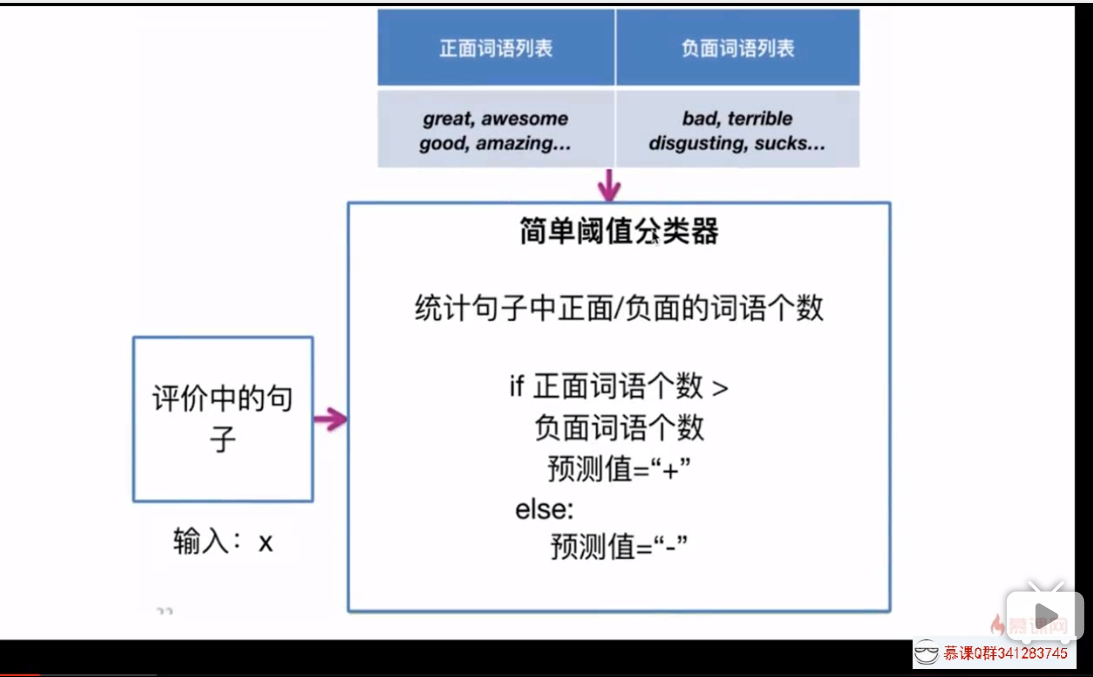 正面词语列表
负面词语列表
great, awesome
good, amazing...
bad, terrible
disgusting, sucks...
简单阈值分类器
统计句子中正面/负面的词语个数
if 正面词语个数 >
负面词语个数
预测值=“+”
else:
预测值=“-”
评价中的句
子
输入：x
慕课网
慕课Q群341283745